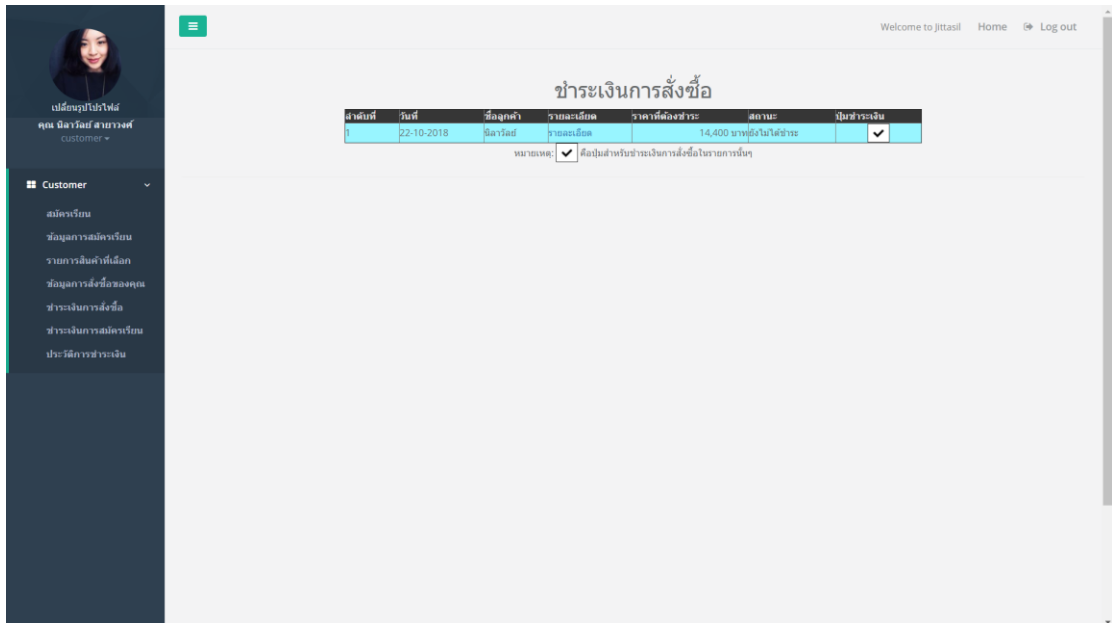 Welcome to Jittasil Home Log out
เปลี่ยนรูปโปรไฟล์
คุณ นิลาวัลย์ สายาวงศ์
customer
Customer
สมัครเรียน
ข้อมูลการสมัครเรียน
รายการสินค้าที่เลือก
ข้อมูลการสั่งซื้อของคุณ
ชำระเงินการสั่งซื้อ
ชำระเงินการสมัครเรียน
ประวัติการชำระเงิน
ชำระเงินการสั่งซื้อ
ลำดับที่ วันที่ ชื่อลูกค้า รายละเอียด ราคาที่ต้องชำระ สถานะ ปุ่มชำระเงิน
1 22-10-2018 นิลาวัลย์ รายละเอียด 14,400 บาท ยังไม่ได้ชำระ
หมายเหตุ: คือปุ่มสำหรับชำระเงินการสั่งซื้อในรายการนั้นๆ